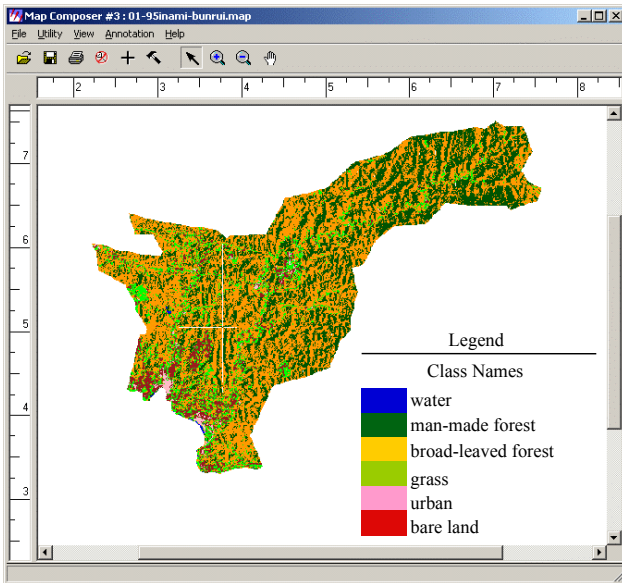 Map Composer #3 : 01-95inami-bunrui.map
File Utility View Annotation Help
2 3 4 5 6 7 8
7
6
5
4
3
Legend
Class Names
water
man-made forest
broad-leaved forest
grass
urban
bare land